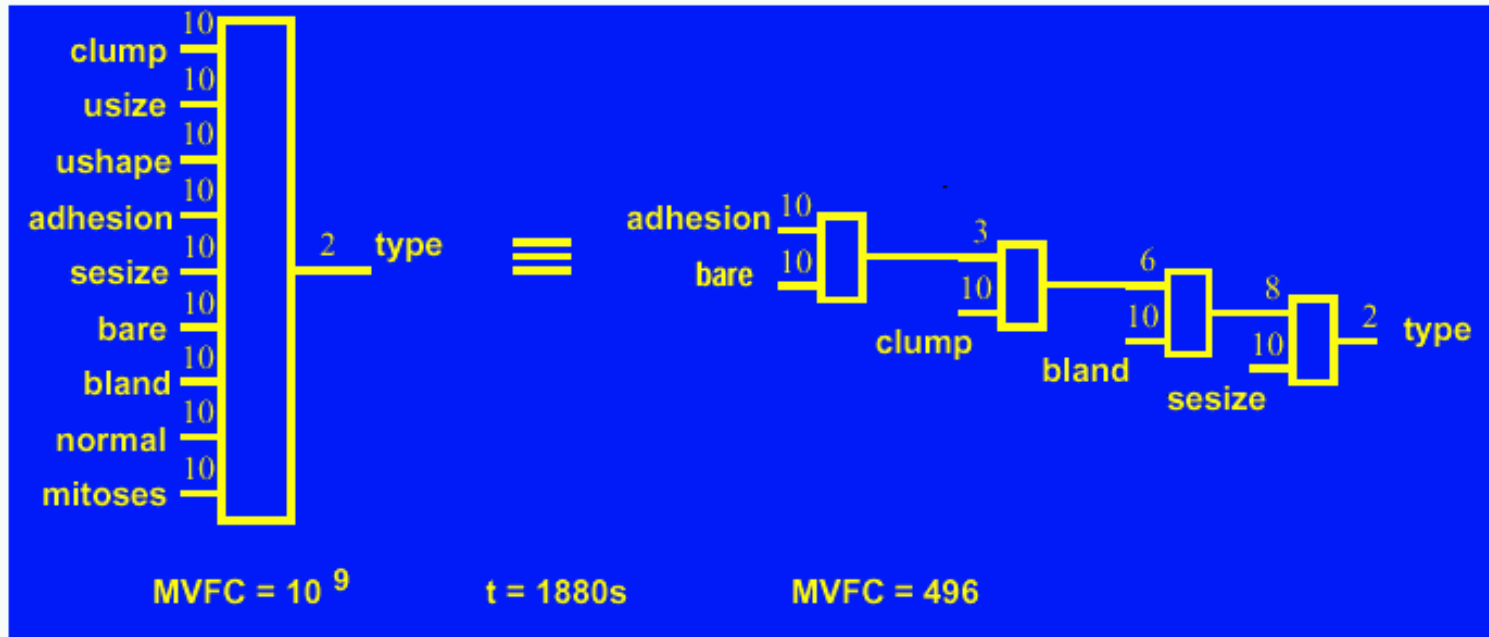 10
clump
10
usize
10
ushape
10
adhesion
10
sesize
10
bare
10
bland
10
normal
10
mitoses
2 type
adhesion 10
bare 10
3
10
clump
6
10
bland
8
10
sesize
2 type
MVFC = 10 9 t = 1880s MVFC = 496